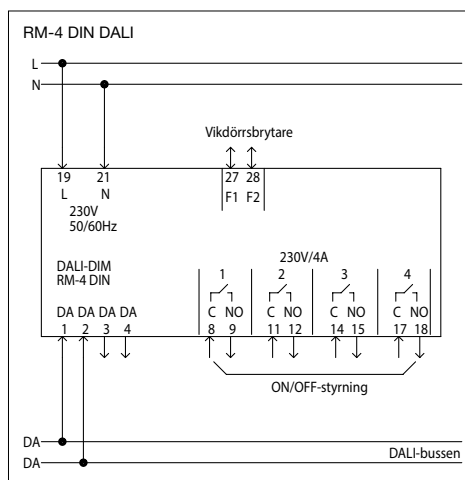 RM-4 DIN DALI
L
N
Vikdörrsbrytare
19 21 27 28
L N F1 F2
230V
50/60Hz
230V/4A
DALI-DIM
RM-4 DIN
1 2 3 4
DA DA DA DA C NO C NO C NO C NO
1 2 3 4 8 9 11 12 14 15 17 18
ON/OFF-styrning
DA
DALI-bussen
DA